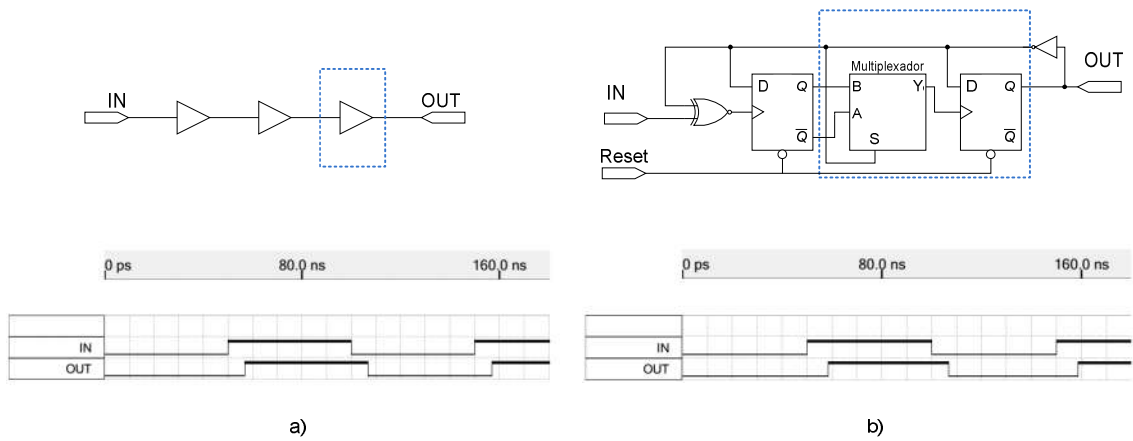 IN
OUT
IN
Reset
D
Q
Q
Multiplexador
B
A
S
Y
D
Q
Q
OUT
0 ps
80.0 ns
160.0 ns
IN
OUT
0 ps
80.0 ns
160.0 ns
IN
OUT
a)
b)